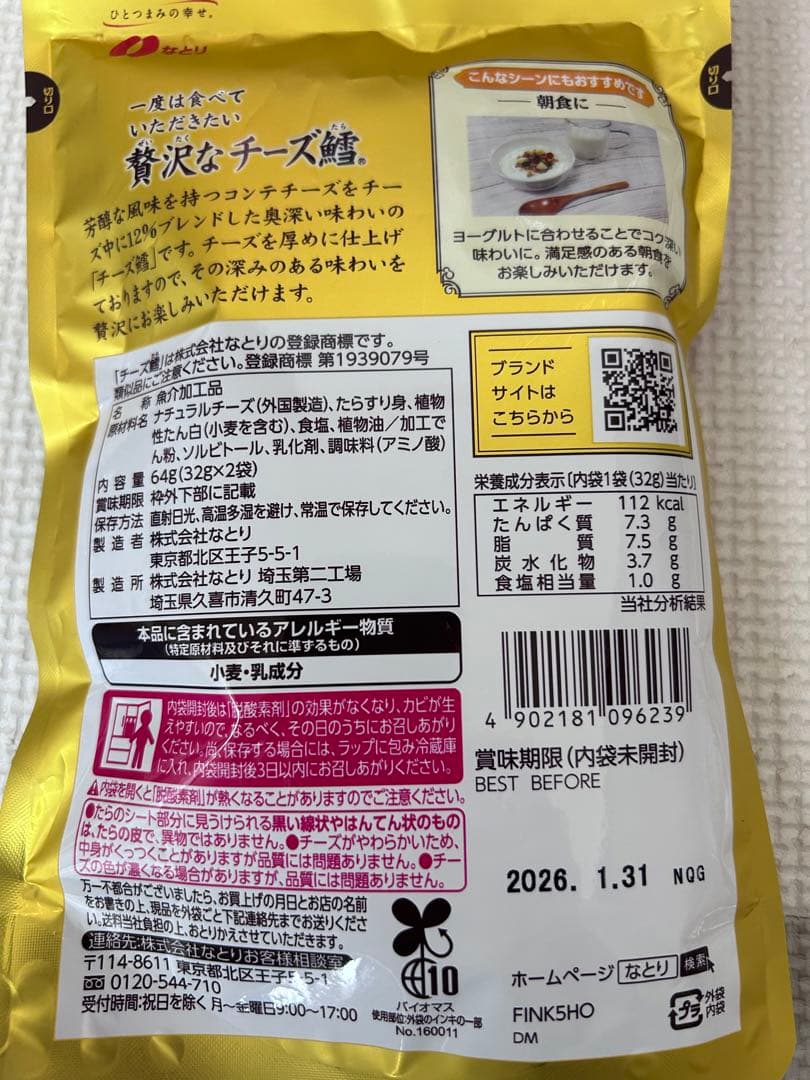 ひとつまみの幸せ。
なとり
切り口
切り口
一度は食べて
いただきたい
ぜいたく たら
贅沢なチーズ鱈®
芳醇な風味を持つコンテチーズをチー
ズ中に12%ブレンドした奥深い味わいの
「チーズ鱈」です。チーズを厚めに仕上げ
ておりますので、その深みのある味わいを
贅沢にお楽しみいただけます。
こんなシーンにもおすすめです
朝食に
ヨーグルトに合わせることでコク深い
味わいに。満足感のある朝食を
お楽しみいただけます。
「チーズ鱈」は株式会社なとりの登録商標です。
類似品にご注意ください。登録商標 第1939079号
名称 魚介加工品
原材料名 ナチュラルチーズ(外国製造)、たらすり身、植物
性たん白(小麦を含む)、食塩、植物油/加工で
ん粉、ソルビトール、乳化剤、調味料(アミノ酸)
内容量 64g(32g×2袋)
賞味期限 枠外下部に記載
保存方法 直射日光、高温多湿を避け、常温で保存してください。
製造者 株式会社なとり
東京都北区王子5-5-1
製造所 株式会社なとり 埼玉第二工場
埼玉県久喜市清久町47-3
ブランド
サイトは
こちらから
栄養成分表示〔内袋1袋(32g)当たり〕
エネルギー 112 kcal
たんぱく質 7.3 g
脂質 7.5 g
炭水化物 3.7 g
食塩相当量 1.0 g
当社分析結果
本品に含まれているアレルギー物質
(特定原材料及びそれに準ずるもの)
小麦・乳成分
内袋開封後は「脱酸素剤」の効果がなくなり、カビが生
えやすいので、なるべく、その日のうちにお召しあがり
ください。尚、保存する場合には、ラップに包み冷蔵庫
に入れ、内袋開封後3日以内にお召しあがりください。
⚠内袋を開くと「脱酸素剤」が熱くなることがありますのでご注意ください。
●たらのシート部分に見うけられる黒い線状やはんてん状のもの
は、たらの皮で、異物ではありません。●チーズがやわらかいため、
中身がくっつくことがありますが品質には問題ありません。●チー
ズの色が濃くなる場合がありますが、品質には問題ありません。
万一不都合がございましたら、お買上げの月日とお店の名前
をお書きの上、現品を外袋ごと下記連絡先までお送りくださ
い。送料当社負担の上、おとりかえさせていただきます。
連絡先:株式会社なとりお客様相談室
〒114-8611 東京都北区王子5-5-1
0120-544-710
受付時間:祝日を除く 月〜金曜日9:00〜17:00
10
バイオマス
使用部位:外袋のインキの一部
No.160011
4 902181 096239
賞味期限(内袋未開封)
BEST BEFORE
2026. 1.31 NQG
ホームページ なとり 検索
FINK5HO
DM
プラ
外袋
内袋